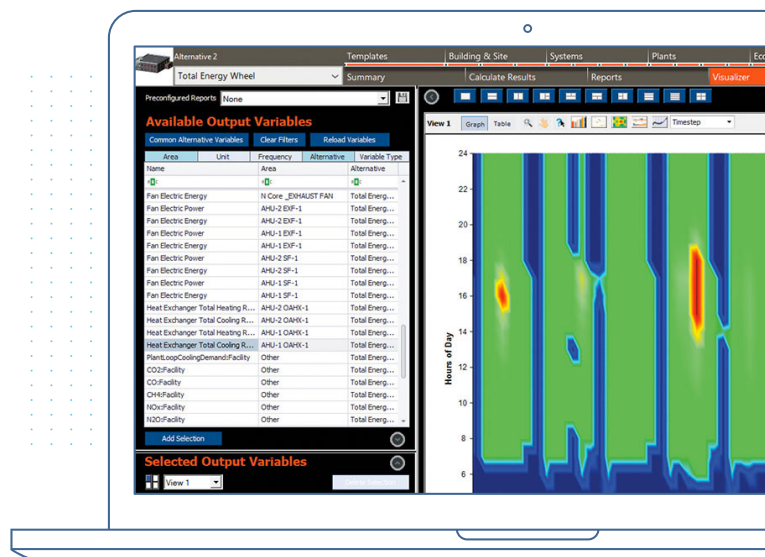 Alternative 2 Templates Building & Site Systems Plants Eco
Total Energy Wheel Summary Calculate Results Reports Visualizer
Preconfigured Reports None
Available Output Variables
Common Alternative Variables Clear Filters Reload Variables
View 1 Graph Table Timestep
Area Unit Frequency Alternative Variable Type
Name Area Alternative
Fan Electric Energy N Core _EXHAUST FAN Total Energ...
Fan Electric Power AHU-2 EXF-1 Total Energ...
Fan Electric Energy AHU-2 EXF-1 Total Energ...
Fan Electric Power AHU-1 EXF-1 Total Energ...
Fan Electric Energy AHU-1 EXF-1 Total Energ...
Fan Electric Power AHU-2 SF-1 Total Energ...
Fan Electric Energy AHU-2 SF-1 Total Energ...
Fan Electric Power AHU-1 SF-1 Total Energ...
Fan Electric Energy AHU-1 SF-1 Total Energ...
Heat Exchanger Total Heating R... AHU-2 OAHX-1 Total Energ...
Heat Exchanger Total Cooling R... AHU-2 OAHX-1 Total Energ...
Heat Exchanger Total Heating R... AHU-1 OAHX-1 Total Energ...
Heat Exchanger Total Cooling R... AHU-1 OAHX-1 Total Energ...
PlantLoopCoolingDemand:Facility Other Total Energ...
CO2:Facility Other Total Energ...
CO:Facility Other Total Energ...
CH4:Facility Other Total Energ...
NOx:Facility Other Total Energ...
N2O:Facility Other Total Energ...
Add Selection
Selected Output Variables
View 1 Delete Selection
Hours of Day
24
22
20
18
16
14
12
10
8
6